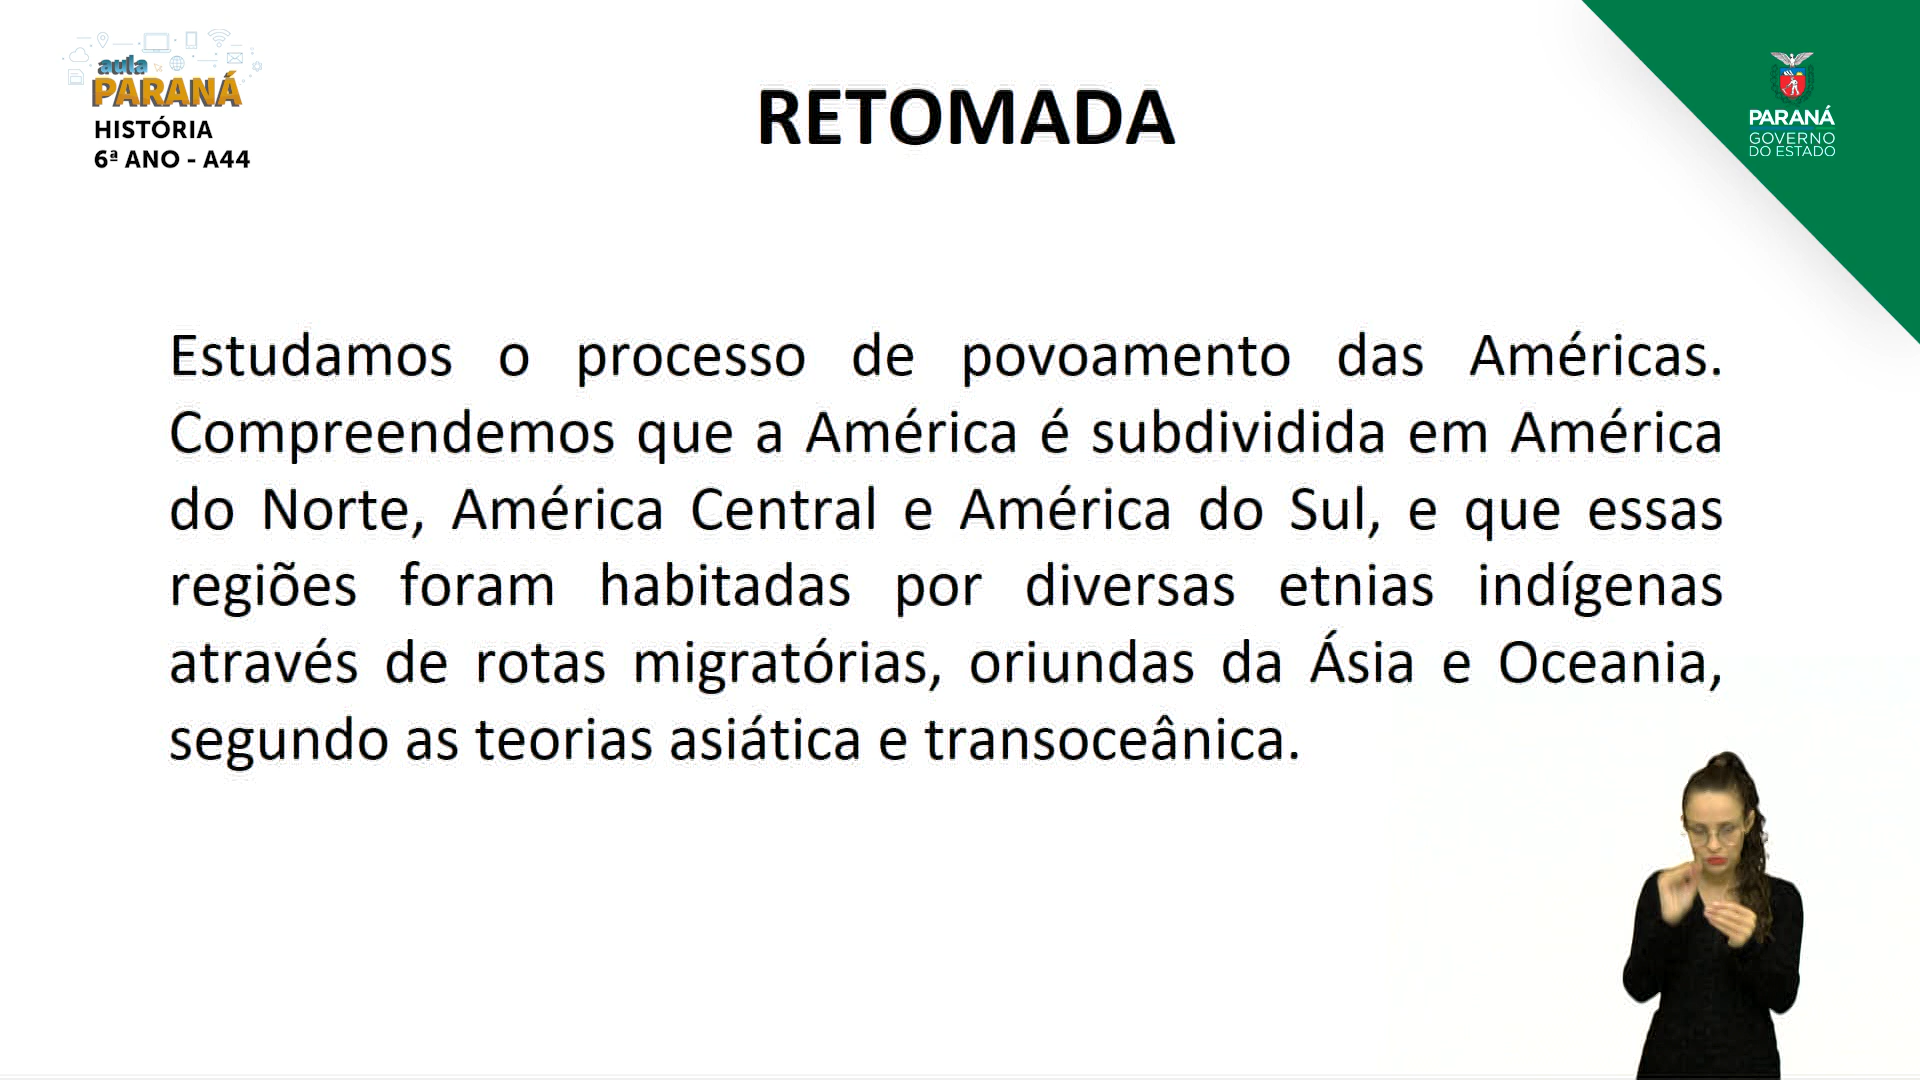 aula
PARANÁ
HISTÓRIA
6ª ANO - A44
RETOMADA
PARANÁ
GOVERNO
DO ESTADO
Estudamos o processo de povoamento das Américas.
Compreendemos que a América é subdividida em América
do Norte, América Central e América do Sul, e que essas
regiões foram habitadas por diversas etnias indígenas
através de rotas migratórias, oriundas da Ásia e Oceania,
segundo as teorias asiática e transoceânica.